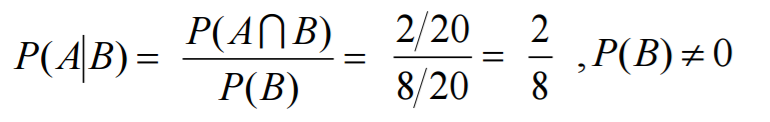 P(A|B) = P(A∩B) / P(B) = 2/20 / 8/20 = 2/8 , P(B) ≠ 0